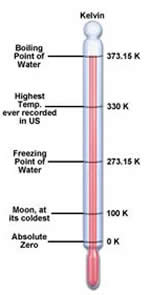 Kelvin
Boiling
Point of
Water
373.15 K
Highest
Temp.
ever recorded
in US
330 K
Freezing
Point of
Water
273.15 K
Moon, at
its coldest
100 K
Absolute
Zero
0 K